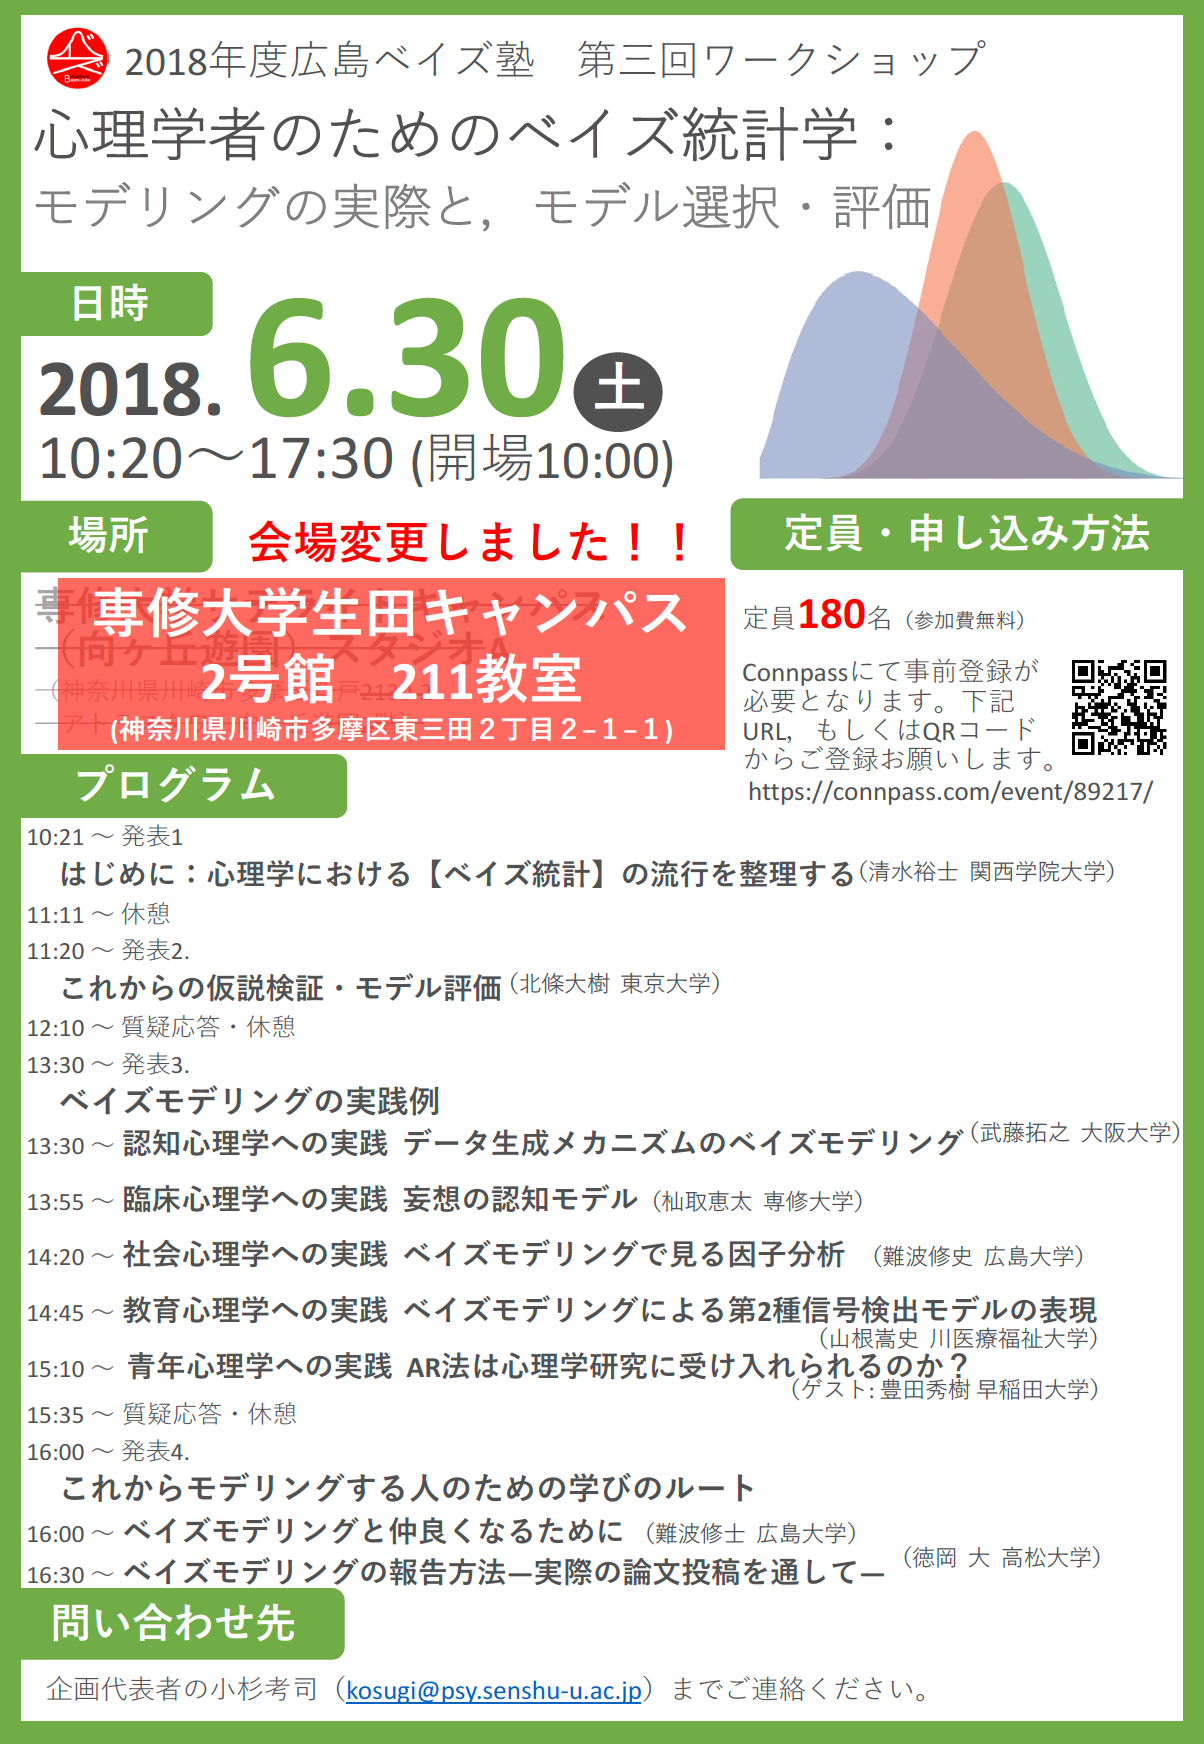 2018年度広島ベイズ塾　第三回ワークショップ
心理学者のためのベイズ統計学：
モデリングの実際と，モデル選択・評価
日時
2018. 6.30 土
10:20～17:30 (開場10:00)
場所
会場変更しました！！
専修大学生田キャンパス
2号館　211教室
(神奈川県川崎市多摩区東三田２丁目２−１−１)
定員・申し込み方法
定員180名（参加費無料）
Connpassにて事前登録が
必要となります。下記
URL，もしくはQRコード
からご登録お願いします。
https://connpass.com/event/89217/
プログラム
10:21 ～ 発表1
はじめに：心理学における【ベイズ統計】の流行を整理する（清水裕士 関西学院大学）
11:11 ～ 休憩
11:20 ～ 発表2.
これからの仮説検証・モデル評価（北條大樹 東京大学）
12:10 ～ 質疑応答・休憩
13:30 ～ 発表3.
ベイズモデリングの実践例
13:30 ～ 認知心理学への実践 データ生成メカニズムのベイズモデリング（武藤拓之 大阪大学）
13:55 ～ 臨床心理学への実践 妄想の認知モデル（杣取恵太 専修大学）
14:20 ～ 社会心理学への実践 ベイズモデリングで見る因子分析 （難波修史 広島大学）
14:45 ～ 教育心理学への実践 ベイズモデリングによる第2種信号検出モデルの表現
（山根嵩史 川医療福祉大学）
15:10 ～ 青年心理学への実践 AR法は心理学研究に受け入れられるのか？
（ゲスト: 豊田秀樹 早稲田大学）
15:35 ～ 質疑応答・休憩
16:00 ～ 発表4.
これからモデリングする人のための学びのルート
16:00 ～ ベイズモデリングと仲良くなるために （難波修士 広島大学）
16:30 ～ ベイズモデリングの報告方法―実際の論文投稿を通して―（徳岡 大 高松大学）
問い合わせ先
企画代表者の小杉考司（kosugi@psy.senshu-u.ac.jp）までご連絡ください。